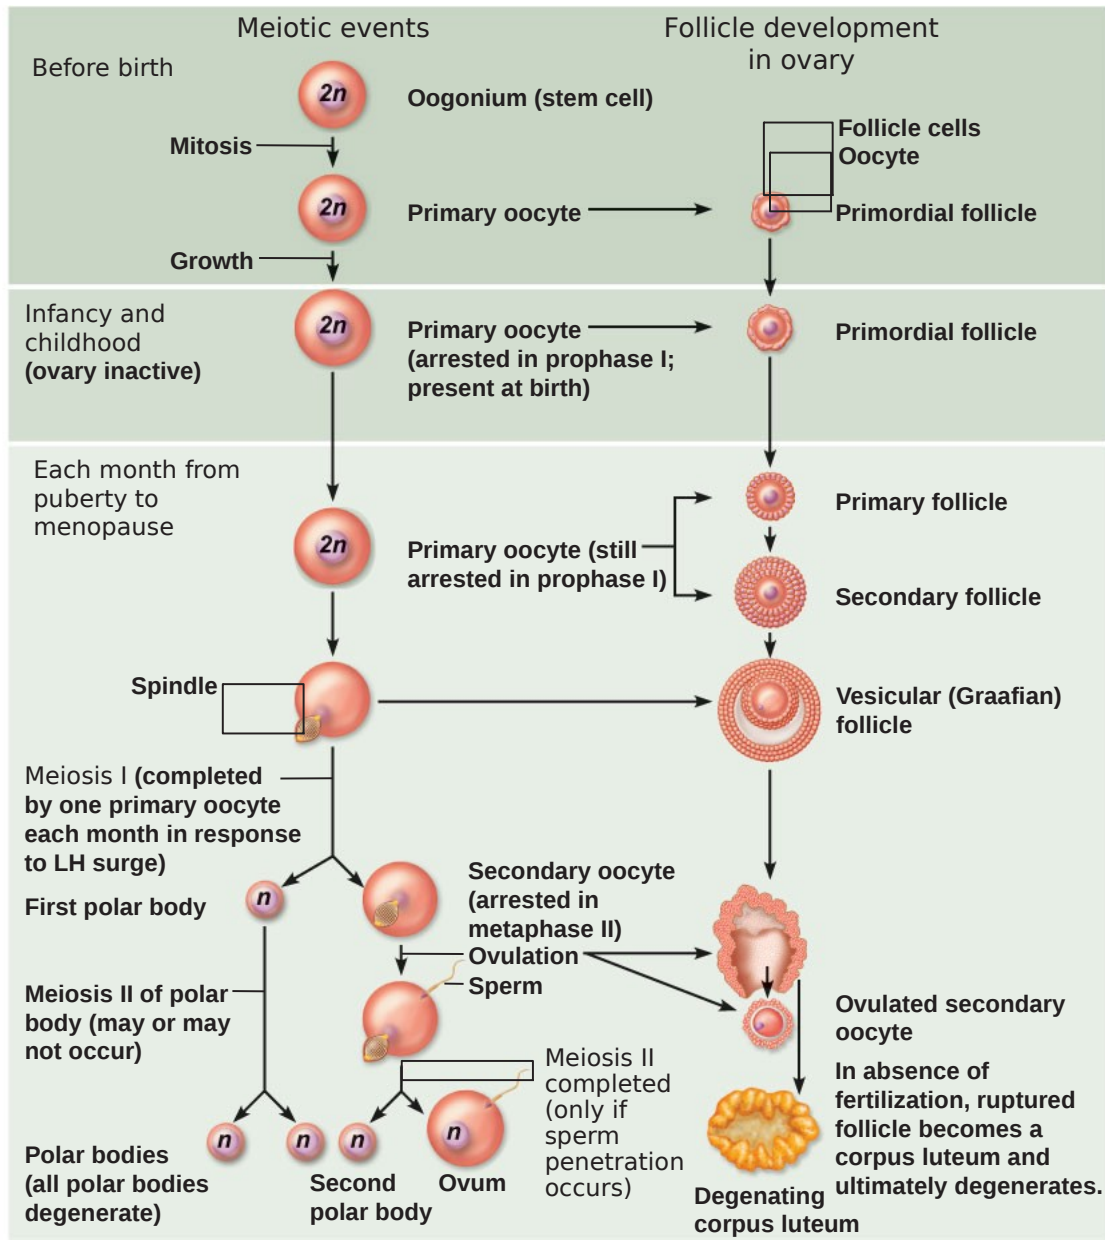 Meiotic events
Follicle development
in ovary
Before birth
2n
Oogonium (stem cell)
Mitosis
Follicle cells
Oocyte
2n
Primary oocyte
Primordial follicle
Growth
Infancy and
childhood
(ovary inactive)
2n
Primary oocyte
(arrested in prophase I;
present at birth)
Primordial follicle
Each month from
puberty to
menopause
2n
Primary oocyte (still
arrested in prophase I)
Primary follicle
Secondary follicle
Spindle
Vesicular (Graafian)
follicle
Meiosis I (completed
by one primary oocyte
each month in response
to LH surge)
First polar body
n
Secondary oocyte
(arrested in
metaphase II)
Ovulation
Sperm
Meiosis II of polar
body (may or may
not occur)
Ovulated secondary
oocyte
Meiosis II
completed
(only if
sperm
penetration
occurs)
In absence of
fertilization, ruptured
follicle becomes a
corpus luteum and
ultimately degenerates.
n
n
n
n
Polar bodies
(all polar bodies
degenerate)
Second
polar body
Ovum
Degenating
corpus luteum